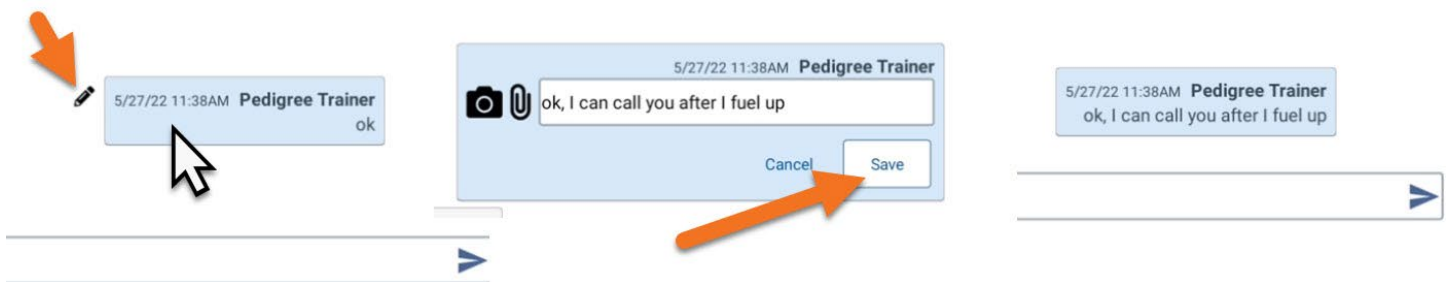 5/27/22 11:38AM Pedigree Trainer
ok
5/27/22 11:38AM Pedigree Trainer
ok, I can call you after I fuel up
Cancel Save
5/27/22 11:38AM Pedigree Trainer
ok, I can call you after I fuel up